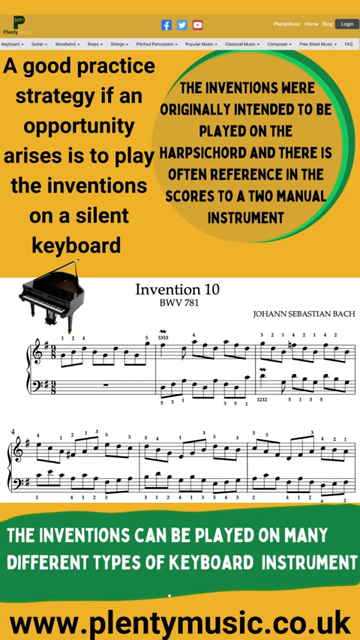 PlentyMusic
PlentyMusic Home Blog Login
Keyboard Guitar Woodwind Brass Strings Pitched Percussion Popular Music Classical Music Composer Free Sheet Music FAQ
A good practice
strategy if an
opportunity
arises is to play
the inventions
on a silent
keyboard
THE INVENTIONS WERE
ORIGINALLY INTENDED TO BE
PLAYED ON THE
HARPSICHORD AND THERE IS
OFTEN REFERENCE IN THE
SCORES TO A TWO MANUAL
INSTRUMENT
Invention 10
BWV 781
JOHANN SEBASTIAN BACH
THE INVENTIONS CAN BE PLAYED ON MANY
DIFFERENT TYPES OF KEYBOARD INSTRUMENT
www.plentymusic.co.uk